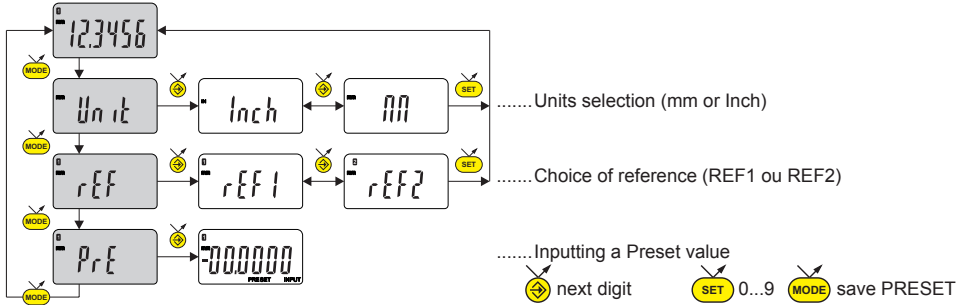 12.3456
MODE
Unit
Inch
MM
SET
.......Units selection (mm or Inch)
MODE
rEF
rEF1
rEF2
SET
.......Choice of reference (REF1 ou REF2)
MODE
PrE
-00.0000
PRESET INPUT
.......Inputting a Preset value
MODE
next digit SET 0...9 MODE save PRESET